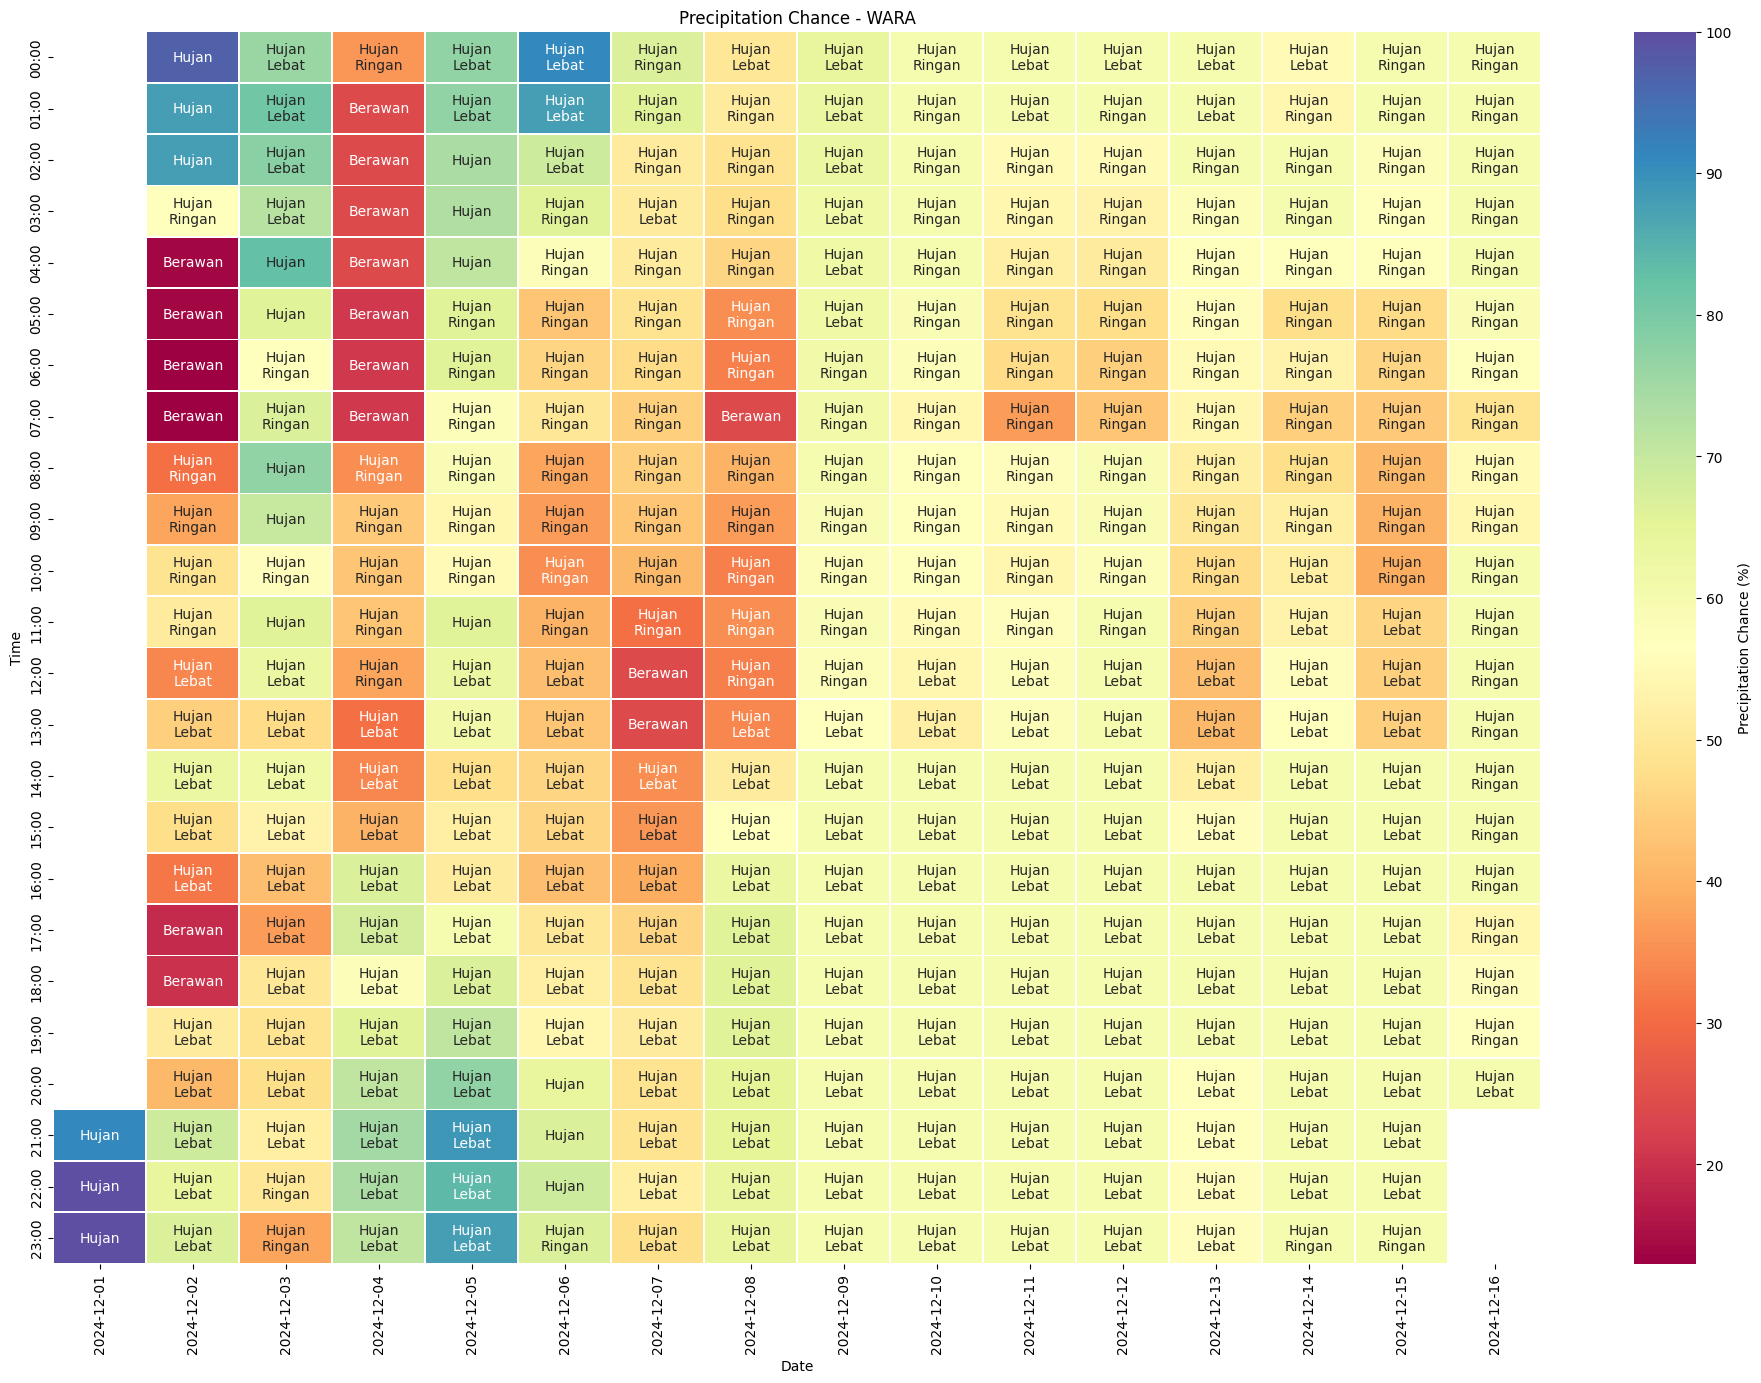 Precipitation Chance - WARA
00:00 Hujan Hujan Lebat Hujan Ringan Hujan Lebat Hujan Lebat Hujan Ringan Hujan Lebat Hujan Lebat Hujan Ringan Hujan Lebat Hujan Lebat Hujan Lebat Hujan Lebat Hujan Ringan Hujan Ringan
01:00 Hujan Hujan Lebat Berawan Hujan Lebat Hujan Lebat Hujan Ringan Hujan Ringan Hujan Lebat Hujan Ringan Hujan Lebat Hujan Ringan Hujan Lebat Hujan Ringan Hujan Ringan Hujan Ringan
02:00 Hujan Hujan Lebat Berawan Hujan Hujan Lebat Hujan Ringan Hujan Ringan Hujan Lebat Hujan Ringan Hujan Ringan Hujan Ringan Hujan Ringan Hujan Ringan Hujan Ringan Hujan Ringan
03:00 Hujan Ringan Hujan Lebat Berawan Hujan Hujan Ringan Hujan Lebat Hujan Ringan Hujan Lebat Hujan Ringan Hujan Ringan Hujan Ringan Hujan Ringan Hujan Ringan Hujan Ringan Hujan Ringan
04:00 Berawan Hujan Berawan Hujan Hujan Ringan Hujan Ringan Hujan Ringan Hujan Lebat Hujan Ringan Hujan Ringan Hujan Ringan Hujan Ringan Hujan Ringan Hujan Ringan Hujan Ringan
05:00 Berawan Hujan Berawan Hujan Ringan Hujan Ringan Hujan Ringan Hujan Ringan Hujan Lebat Hujan Ringan Hujan Ringan Hujan Ringan Hujan Ringan Hujan Ringan Hujan Ringan Hujan Ringan
06:00 Berawan Hujan Ringan Berawan Hujan Ringan Hujan Ringan Hujan Ringan Hujan Ringan Hujan Ringan Hujan Ringan Hujan Ringan Hujan Ringan Hujan Ringan Hujan Ringan Hujan Ringan Hujan Ringan
07:00 Berawan Hujan Ringan Berawan Hujan Ringan Hujan Ringan Hujan Ringan Berawan Hujan Ringan Hujan Ringan Hujan Ringan Hujan Ringan Hujan Ringan Hujan Ringan Hujan Ringan Hujan Ringan
08:00 Hujan Ringan Hujan Hujan Ringan Hujan Ringan Hujan Ringan Hujan Ringan Hujan Ringan Hujan Ringan Hujan Ringan Hujan Ringan Hujan Ringan Hujan Ringan Hujan Ringan Hujan Ringan Hujan Ringan
09:00 Hujan Ringan Hujan Hujan Ringan Hujan Ringan Hujan Ringan Hujan Ringan Hujan Ringan Hujan Ringan Hujan Ringan Hujan Ringan Hujan Ringan Hujan Ringan Hujan Ringan Hujan Ringan Hujan Ringan
10:00 Hujan Ringan Hujan Ringan Hujan Ringan Hujan Ringan Hujan Ringan Hujan Ringan Hujan Ringan Hujan Ringan Hujan Ringan Hujan Ringan Hujan Ringan Hujan Ringan Hujan Lebat Hujan Ringan Hujan Ringan
11:00 Hujan Ringan Hujan Hujan Ringan Hujan Hujan Ringan Hujan Ringan Hujan Ringan Hujan Ringan Hujan Ringan Hujan Ringan Hujan Ringan Hujan Ringan Hujan Lebat Hujan Lebat Hujan Ringan
12:00 Hujan Lebat Hujan Lebat Hujan Ringan Hujan Lebat Hujan Lebat Berawan Hujan Ringan Hujan Ringan Hujan Lebat Hujan Lebat Hujan Lebat Hujan Lebat Hujan Lebat Hujan Lebat Hujan Ringan
13:00 Hujan Lebat Hujan Lebat Hujan Lebat Hujan Lebat Hujan Lebat Berawan Hujan Lebat Hujan Lebat Hujan Lebat Hujan Lebat Hujan Lebat Hujan Lebat Hujan Lebat Hujan Lebat Hujan Ringan
14:00 Hujan Lebat Hujan Lebat Hujan Lebat Hujan Lebat Hujan Lebat Hujan Lebat Hujan Lebat Hujan Lebat Hujan Lebat Hujan Lebat Hujan Lebat Hujan Lebat Hujan Lebat Hujan Lebat Hujan Ringan
15:00 Hujan Lebat Hujan Lebat Hujan Lebat Hujan Lebat Hujan Lebat Hujan Lebat Hujan Lebat Hujan Lebat Hujan Lebat Hujan Lebat Hujan Lebat Hujan Lebat Hujan Lebat Hujan Lebat Hujan Ringan
16:00 Hujan Lebat Hujan Lebat Hujan Lebat Hujan Lebat Hujan Lebat Hujan Lebat Hujan Lebat Hujan Lebat Hujan Lebat Hujan Lebat Hujan Lebat Hujan Lebat Hujan Lebat Hujan Lebat Hujan Ringan
17:00 Berawan Hujan Lebat Hujan Lebat Hujan Lebat Hujan Lebat Hujan Lebat Hujan Lebat Hujan Lebat Hujan Lebat Hujan Lebat Hujan Lebat Hujan Lebat Hujan Lebat Hujan Lebat Hujan Ringan
18:00 Berawan Hujan Lebat Hujan Lebat Hujan Lebat Hujan Lebat Hujan Lebat Hujan Lebat Hujan Lebat Hujan Lebat Hujan Lebat Hujan Lebat Hujan Lebat Hujan Lebat Hujan Lebat Hujan Ringan
19:00 Hujan Lebat Hujan Lebat Hujan Lebat Hujan Lebat Hujan Lebat Hujan Lebat Hujan Lebat Hujan Lebat Hujan Lebat Hujan Lebat Hujan Lebat Hujan Lebat Hujan Lebat Hujan Lebat Hujan Ringan
20:00 Hujan Lebat Hujan Lebat Hujan Lebat Hujan Lebat Hujan Hujan Lebat Hujan Lebat Hujan Lebat Hujan Lebat Hujan Lebat Hujan Lebat Hujan Lebat Hujan Lebat Hujan Lebat Hujan Lebat
21:00 Hujan Hujan Lebat Hujan Lebat Hujan Lebat Hujan Lebat Hujan Hujan Lebat Hujan Lebat Hujan Lebat Hujan Lebat Hujan Lebat Hujan Lebat Hujan Lebat Hujan Lebat Hujan Lebat
22:00 Hujan Hujan Lebat Hujan Ringan Hujan Lebat Hujan Lebat Hujan Hujan Lebat Hujan Lebat Hujan Lebat Hujan Lebat Hujan Lebat Hujan Lebat Hujan Lebat Hujan Lebat Hujan Lebat
23:00 Hujan Hujan Lebat Hujan Ringan Hujan Lebat Hujan Lebat Hujan Ringan Hujan Lebat Hujan Lebat Hujan Lebat Hujan Lebat Hujan Lebat Hujan Lebat Hujan Lebat Hujan Ringan Hujan Ringan
Time
2024-12-01 2024-12-02 2024-12-03 2024-12-04 2024-12-05 2024-12-06 2024-12-07 2024-12-08 2024-12-09 2024-12-10 2024-12-11 2024-12-12 2024-12-13 2024-12-14 2024-12-15 2024-12-16
Date
100
90
80
70
60
50
40
30
20
Precipitation Chance (%)